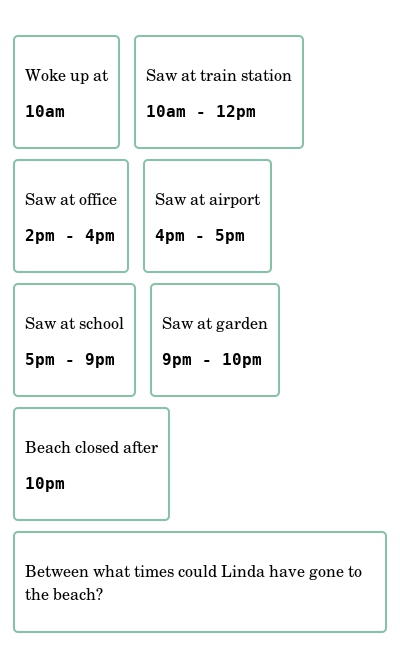 Woke up at
10am
Saw at train station
10am - 12pm
Saw at office
2pm - 4pm
Saw at airport
4pm - 5pm
Saw at school
5pm - 9pm
Saw at garden
9pm - 10pm
Beach closed after
10pm
Between what times could Linda have gone to
the beach?